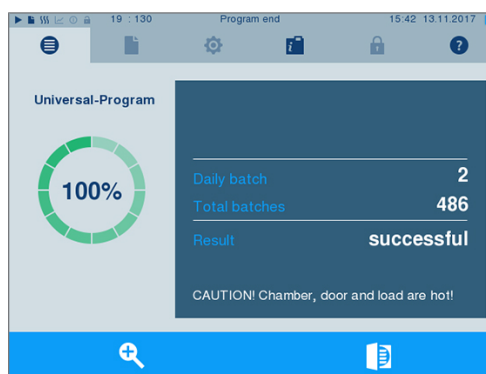 19 : 130 Program end 15:42 13.11.2017
i ?
Universal-Program
100%
Daily batch 2
Total batches 486
Result successful
CAUTION! Chamber, door and load are hot!